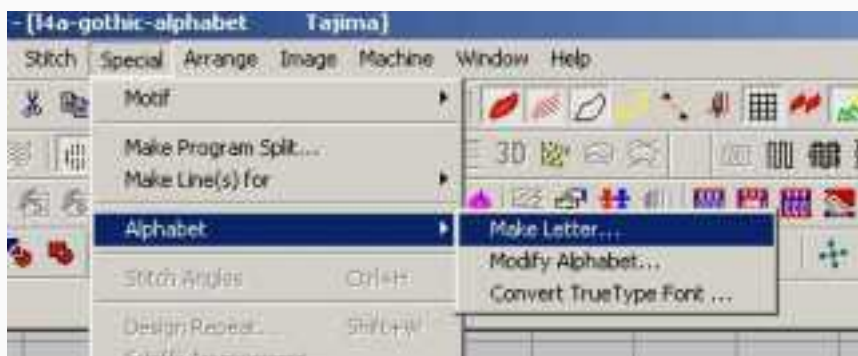 - [14a-gothic-alphabet Tajima]
Stitch Special Arrange Image Machine Window Help
Motif
Make Program Split...
3D
Make Line(s) for
Alphabet
Make Letter...
Modify Alphabet...
Stitch Angles Ctrl+H
Convert TrueType Font ...
Design Repeat... Shift+W